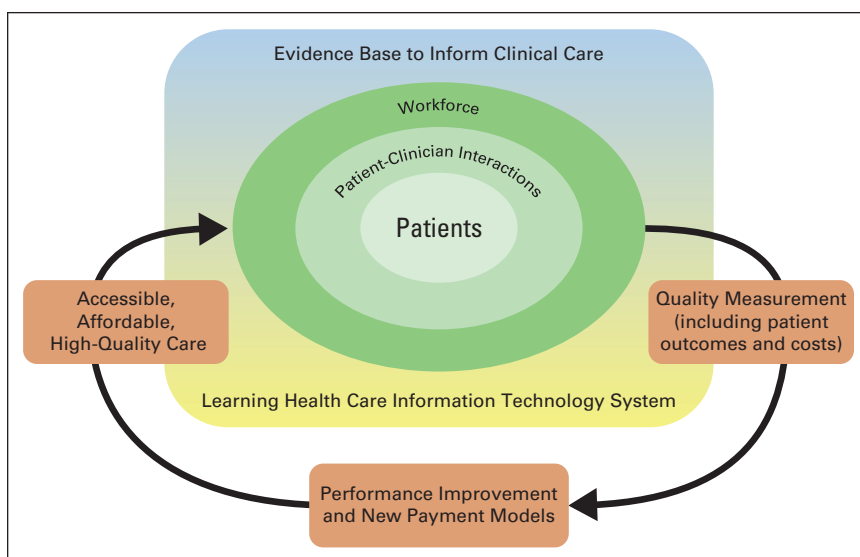 Evidence Base to Inform Clinical Care
Workforce
Patient-Clinician Interactions
Patients
Accessible,
Affordable,
High-Quality Care
Quality Measurement
(including patient
outcomes and costs)
Learning Health Care Information Technology System
Performance Improvement
and New Payment Models